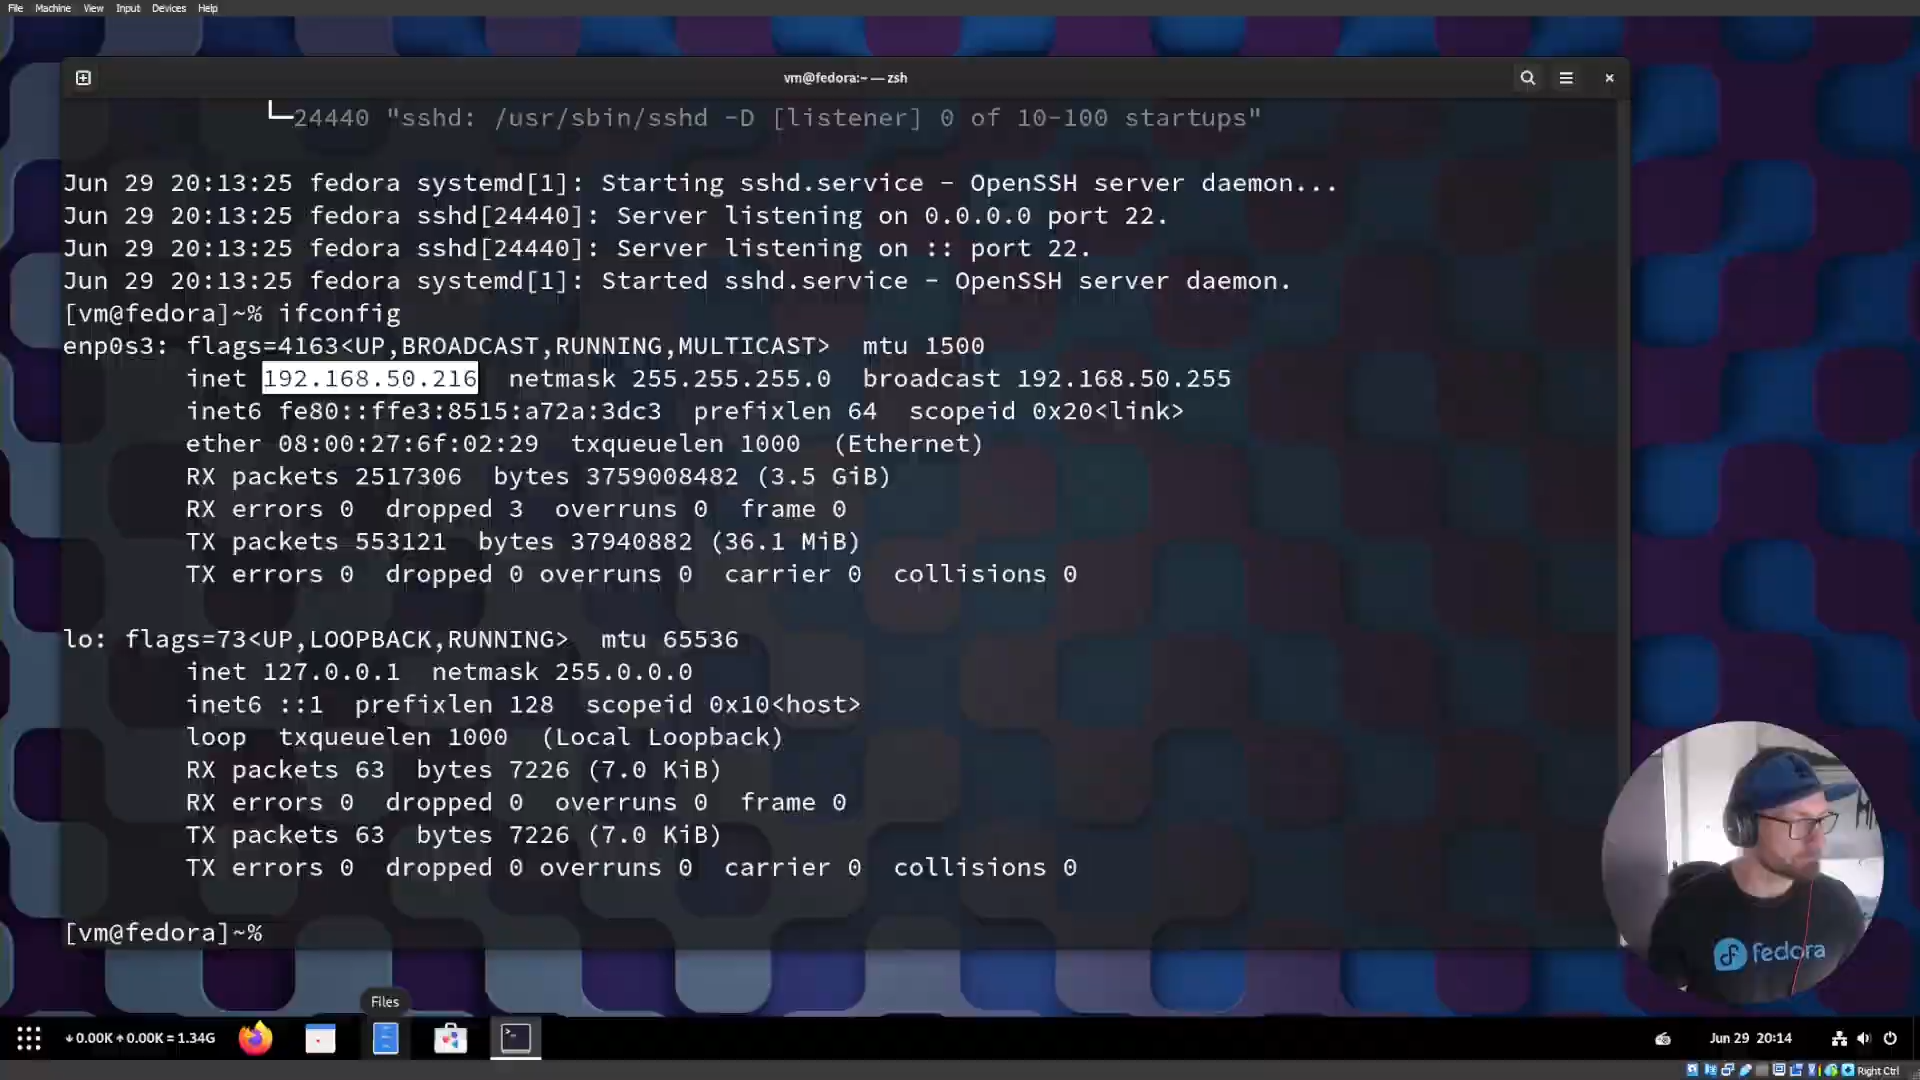 File Machine View Input Devices Help
vm@fedora:~ — zsh
└─24440 "sshd: /usr/sbin/sshd -D [listener] 0 of 10-100 startups"
Jun 29 20:13:25 fedora systemd[1]: Starting sshd.service - OpenSSH server daemon...
Jun 29 20:13:25 fedora sshd[24440]: Server listening on 0.0.0.0 port 22.
Jun 29 20:13:25 fedora sshd[24440]: Server listening on :: port 22.
Jun 29 20:13:25 fedora systemd[1]: Started sshd.service - OpenSSH server daemon.
[vm@fedora]~% ifconfig
enp0s3: flags=4163<UP,BROADCAST,RUNNING,MULTICAST>  mtu 1500
inet 192.168.50.216  netmask 255.255.255.0  broadcast 192.168.50.255
inet6 fe80::ffe3:8515:a72a:3dc3  prefixlen 64  scopeid 0x20<link>
ether 08:00:27:6f:02:29  txqueuelen 1000  (Ethernet)
RX packets 2517306  bytes 3759008482 (3.5 GiB)
RX errors 0  dropped 3  overruns 0  frame 0
TX packets 553121  bytes 37940882 (36.1 MiB)
TX errors 0  dropped 0 overruns 0  carrier 0  collisions 0
lo: flags=73<UP,LOOPBACK,RUNNING>  mtu 65536
inet 127.0.0.1  netmask 255.0.0.0
inet6 ::1  prefixlen 128  scopeid 0x10<host>
loop  txqueuelen 1000  (Local Loopback)
RX packets 63  bytes 7226 (7.0 KiB)
RX errors 0  dropped 0  overruns 0  frame 0
TX packets 63  bytes 7226 (7.0 KiB)
TX errors 0  dropped 0 overruns 0  carrier 0  collisions 0
[vm@fedora]~%
fedora
Files
↓ 0.00K ↑ 0.00K = 1.34G
Jun 29 20:14
Right Ctrl